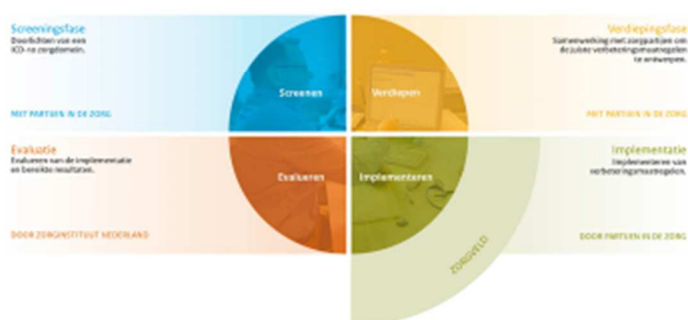 Screeningsfase
Doorlichten van een
ICD-10 zorgdomein.
MET PARTIJEN IN DE ZORG
Screenen
Verdiepen
Verdiepingsfase
Samenwerking met zorgpartijen om
de juiste verbeteringsmaatregelen
te ontwerpen.
MET PARTIJEN IN DE ZORG
Evaluatie
Evalueren van de implementatie
en bereikte resultaten.
DOOR ZORGINSTITUUT NEDERLAND
Evalueren
Implementeren
Implementatie
Implementeren van
verbeteringsmaatregelen.
DOOR PARTIJEN IN DE ZORG
ZORGVELD